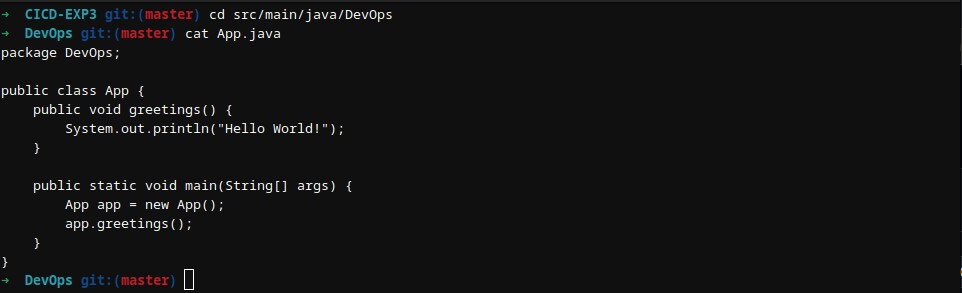 → CICD-EXP3 git:(master) cd src/main/java/DevOps
→ DevOps git:(master) cat App.java
package DevOps;

public class App {
    public void greetings() {
        System.out.println("Hello World!");
    }

    public static void main(String[] args) {
        App app = new App();
        app.greetings();
    }
}
→ DevOps git:(master)